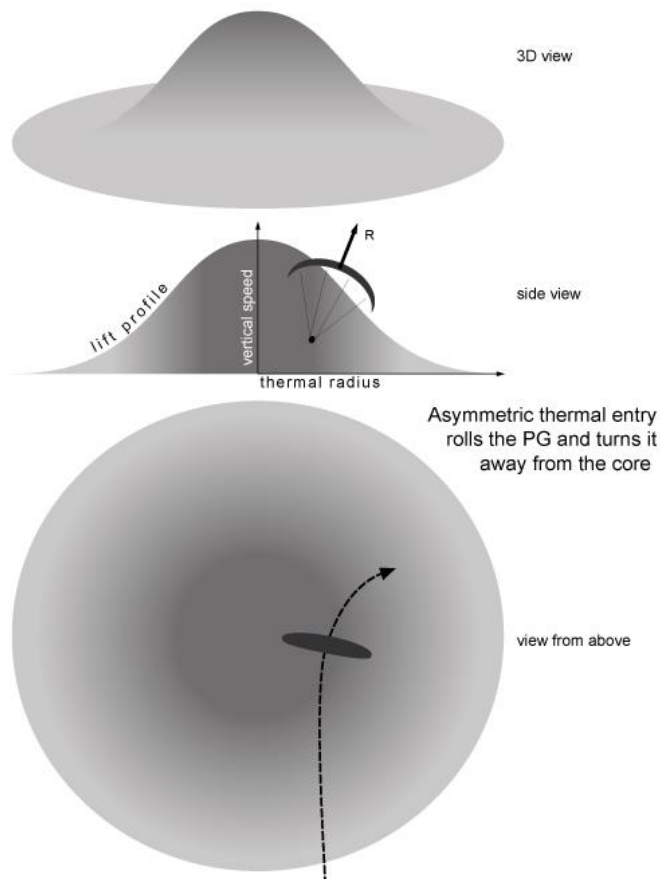 3D view
R
lift profile
vertical speed
side view
thermal radius
Asymmetric thermal entry
rolls the PG and turns it
away from the core
view from above